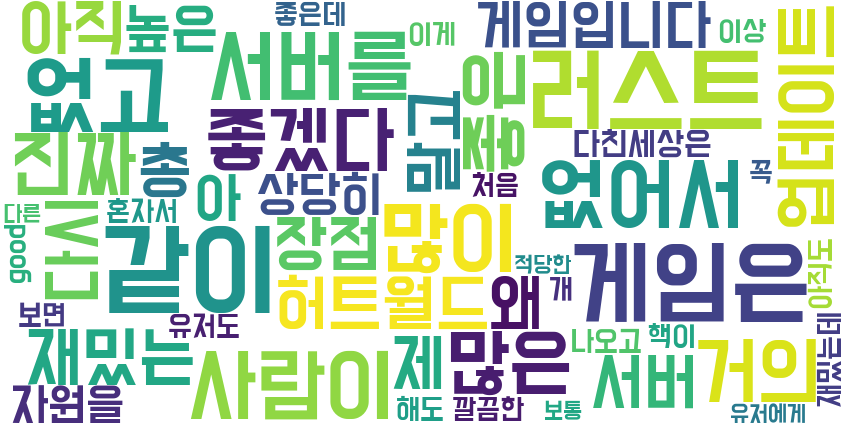 아직
높은
좋은데
이게
게임입니다
이상
없고
서버를
좋은
러스트
업데이트
진짜
총
좋겠다
말고
다친세상은
꼭
다른
혼자서
아
상당히
처음
없어서
good
싶다
같이
장점
많이
적당한
게임은
아직도
보면
유저도
허트월드
왜
개
나오고
핵이
재밌는데
재밌는
사람이
제
많은
서버
거의
자원을
해도
깔끔한
보통
유저에게